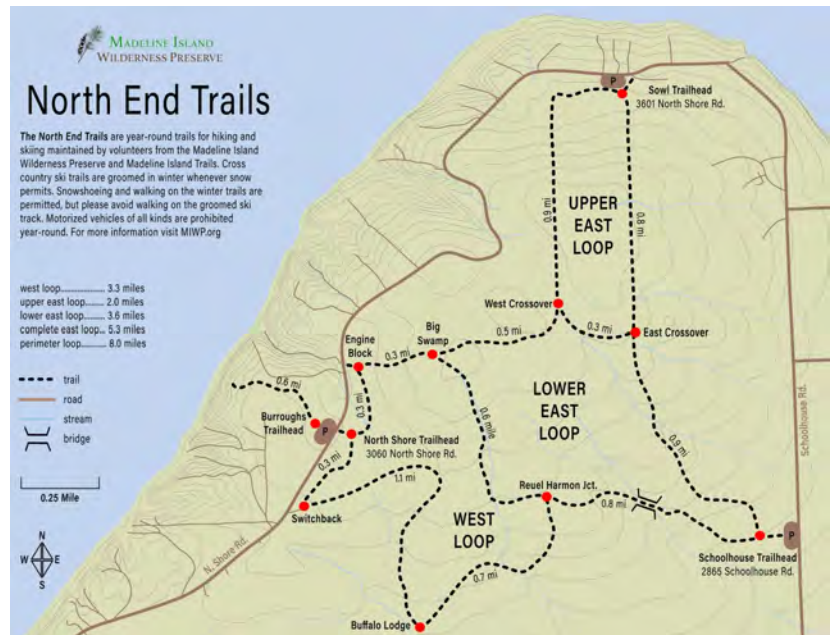 MADELINE ISLAND
WILDERNESS PRESERVE
North End Trails
The North End Trails are year-round trails for hiking and
skiing maintained by volunteers from the Madeline Island
Wilderness Preserve and Madeline Island Trails. Cross
country ski trails are groomed in winter whenever snow
permits. Snowshoeing and walking on the winter trails are
permitted, but please avoid walking on the groomed ski
track. Motorized vehicles of all kinds are prohibited
year-round. For more information visit MIWP.org
west loop................ 3.3 miles
upper east loop........ 2.0 miles
lower east loop........ 3.6 miles
complete east loop... 5.3 miles
perimeter loop......... 8.0 miles
trail
road
stream
bridge
0.25 Mile
N
W E
S
P
Sowl Trailhead
3601 North Shore Rd.
0.9 mi
UPPER
EAST
LOOP
0.8 mi
West Crossover
0.3 mi
East Crossover
0.5 mi
Big
Swamp
0.3 mi
Engine
Block
0.3 mi
0.6 mi
Burroughs
Trailhead
P
North Shore Trailhead
3060 North Shore Rd.
0.3 mi
Switchback
1.1 mi
0.6 mile
LOWER
EAST
LOOP
0.9 mi
Schoolhouse Rd.
Reuel Harmon Jct.
0.8 mi
WEST
LOOP
0.7 mi
Buffalo Lodge
N. Shore Rd.
P
Schoolhouse Trailhead
2865 Schoolhouse Rd.